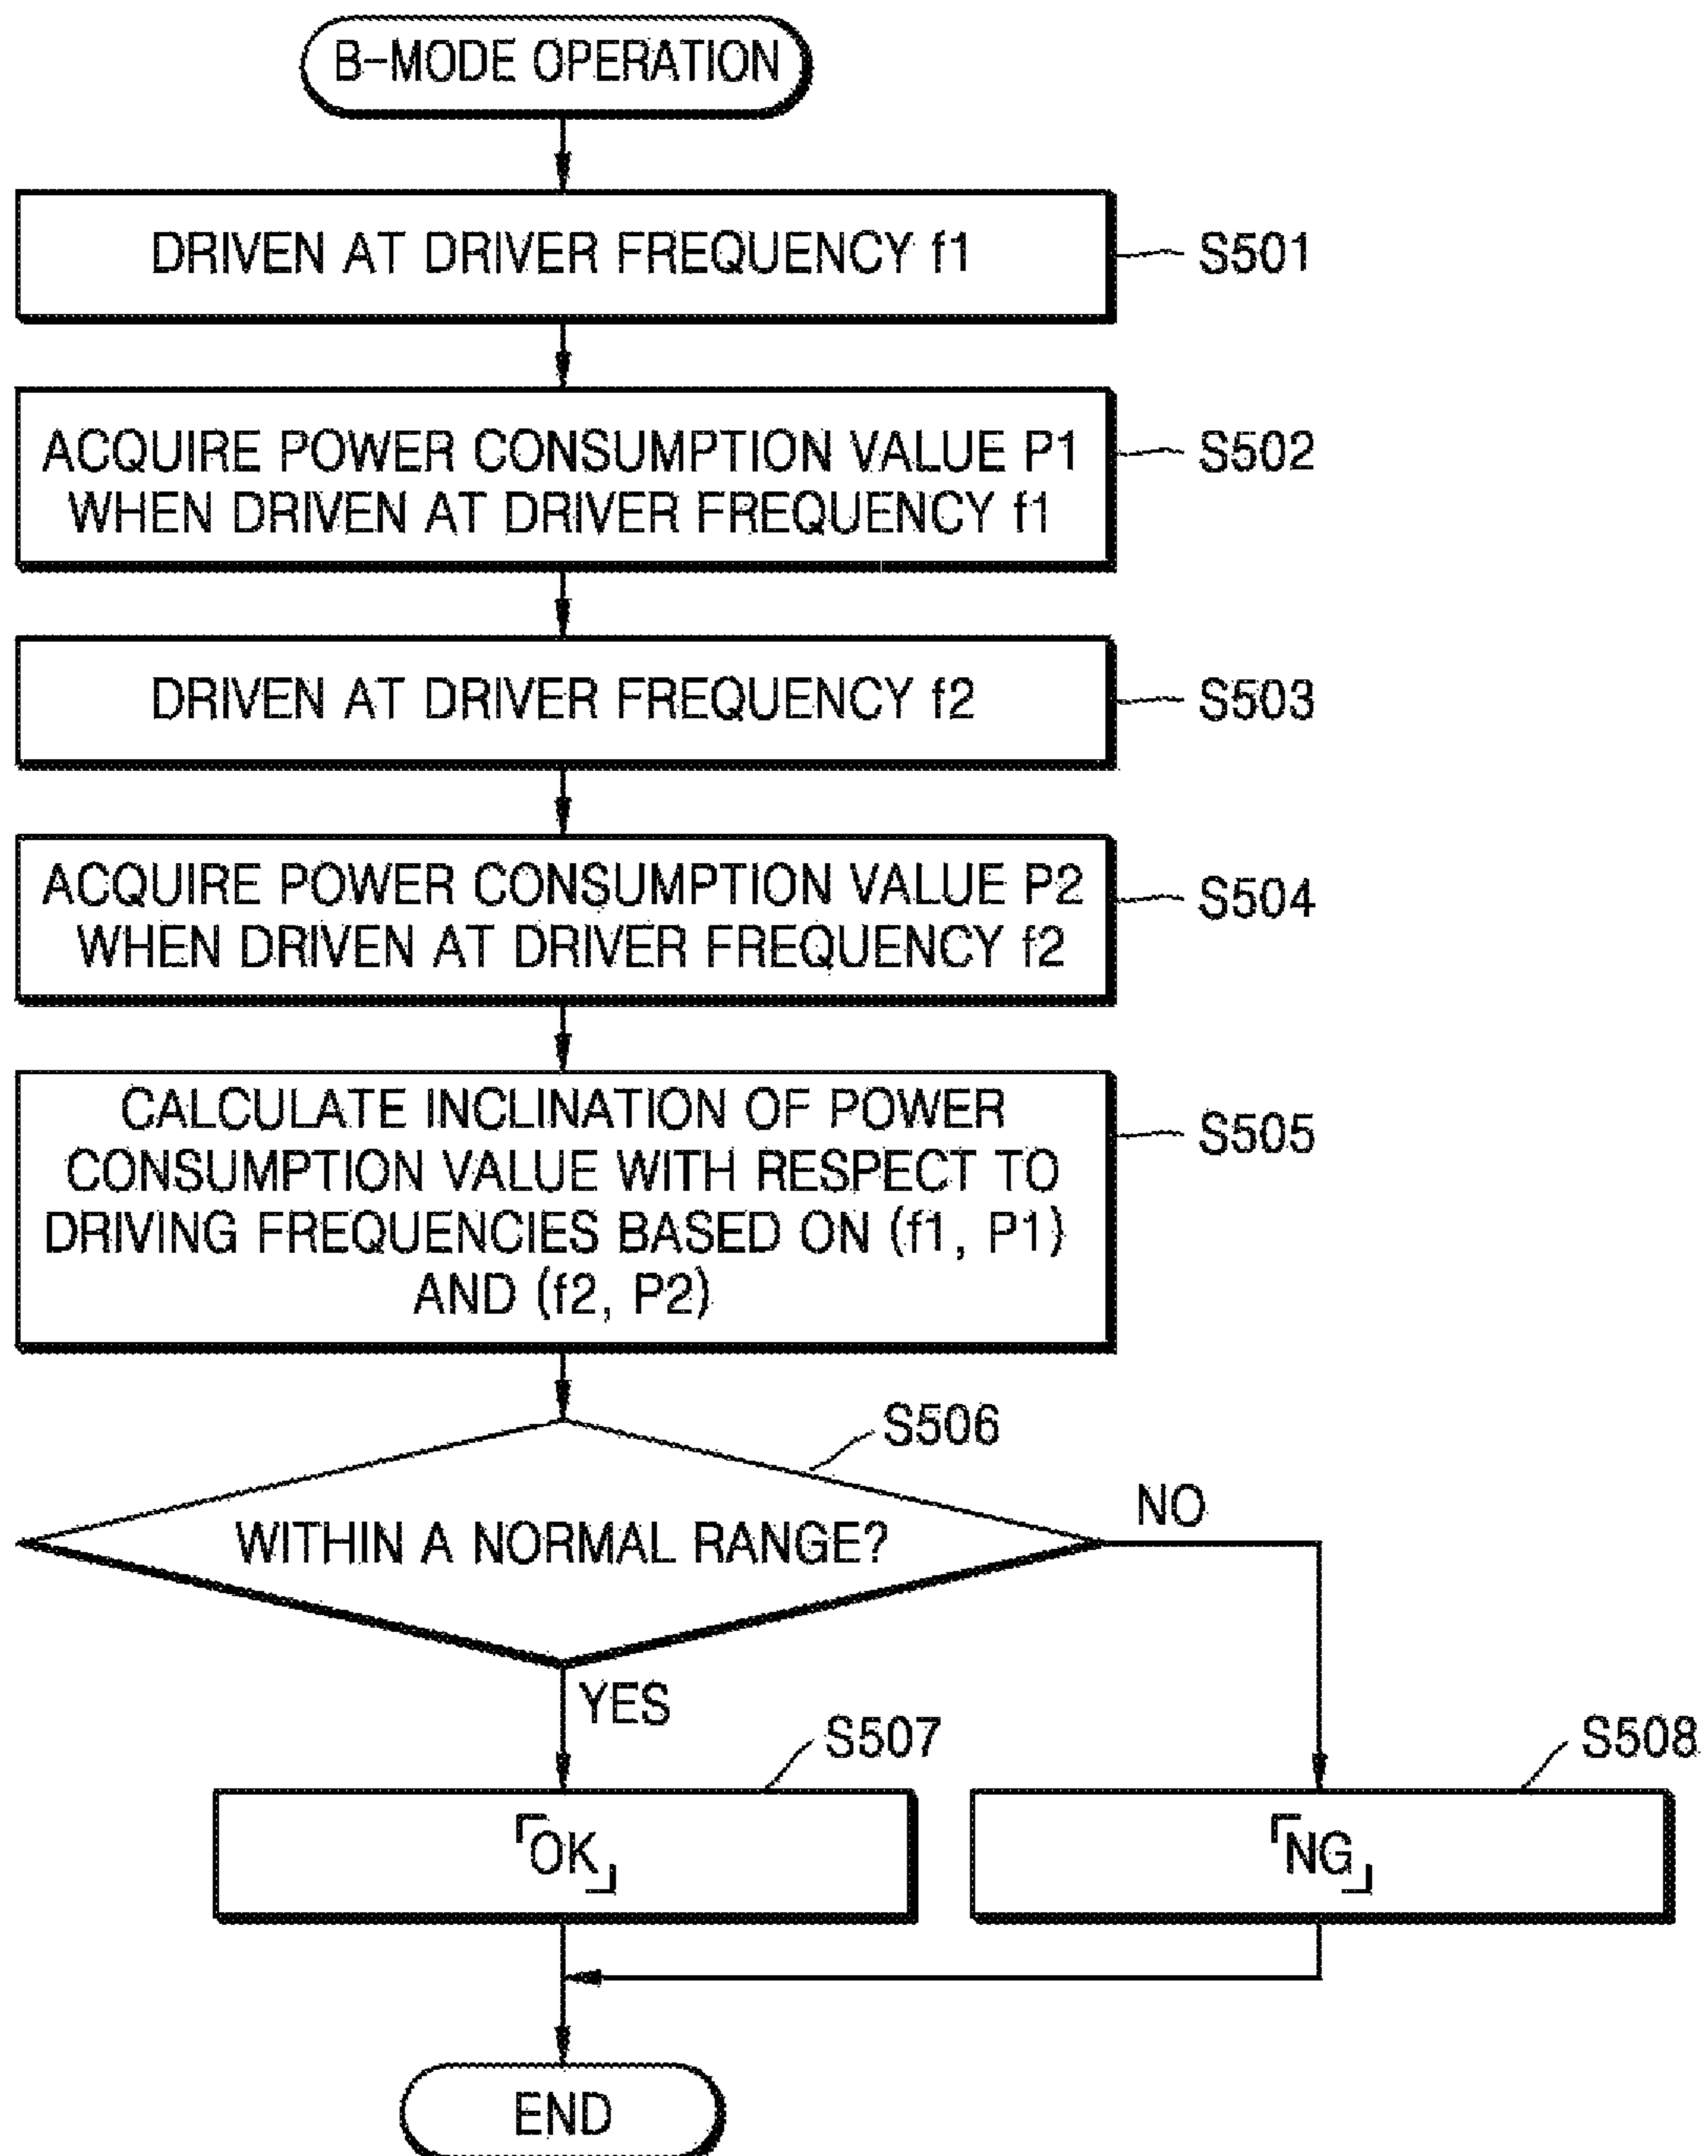 B-MODE OPERATION
DRIVEN AT DRIVER FREQUENCY f1
S501
ACQUIRE POWER CONSUMPTION VALUE P1
WHEN DRIVEN AT DRIVER FREQUENCY f1
S502
DRIVEN AT DRIVER FREQUENCY f2
S503
ACQUIRE POWER CONSUMPTION VALUE P2
WHEN DRIVEN AT DRIVER FREQUENCY f2
S504
CALCULATE INCLINATION OF POWER
CONSUMPTION VALUE WITH RESPECT TO
DRIVING FREQUENCIES BASED ON (f1, P1)
AND (f2, P2)
S505
S506
WITHIN A NORMAL RANGE?
NO
YES
S507
「OK」
S508
「NG」
END